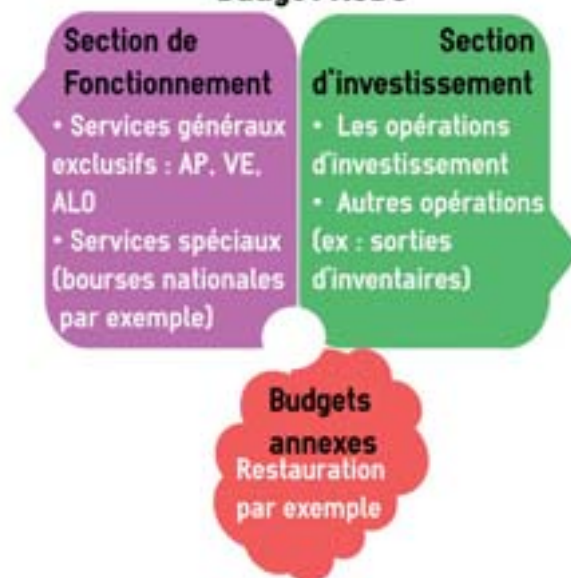 Section de
Fonctionnement
• Services généraux
exclusifs : AP, VE,
ALO
• Services spéciaux
(bourses nationales
par exemple)
Section
d'investissement
• Les opérations
d'investissement
• Autres opérations
(ex : sorties
d'inventaires)
Budgets
annexes
Restauration
par exemple